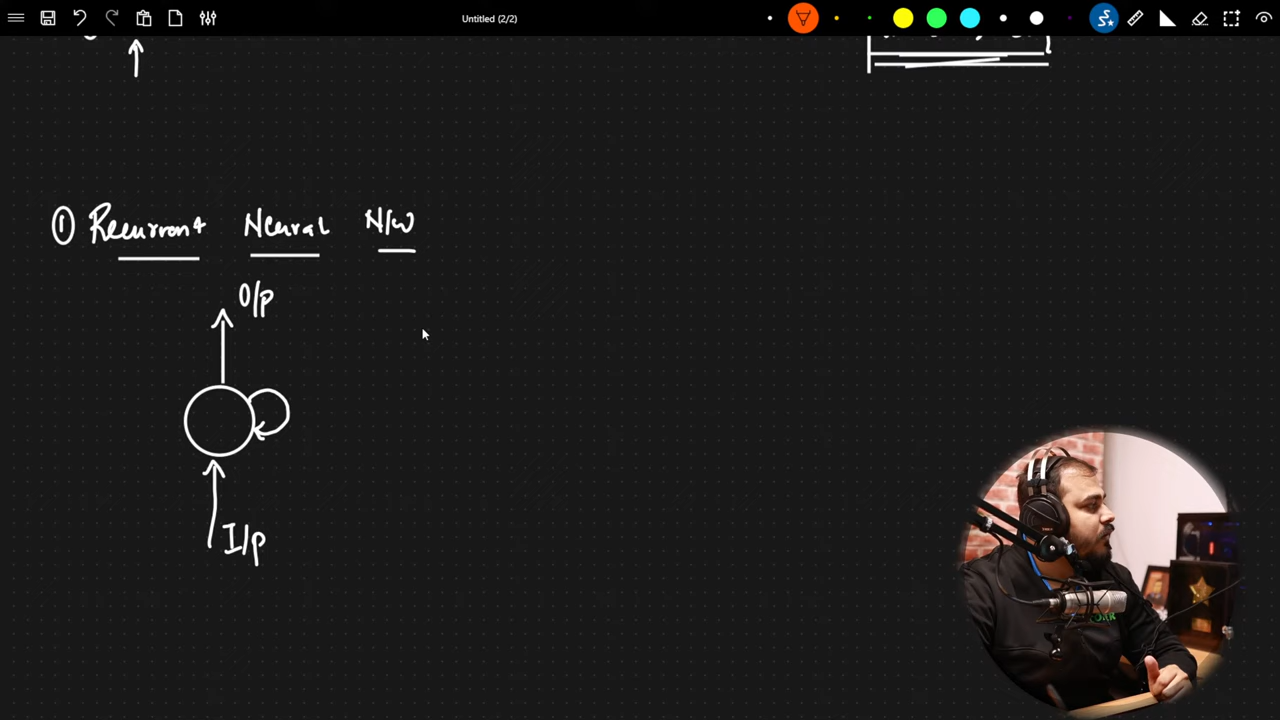 Untitled (2/2)
① Recurrent Neural N/w
O/p
I/p